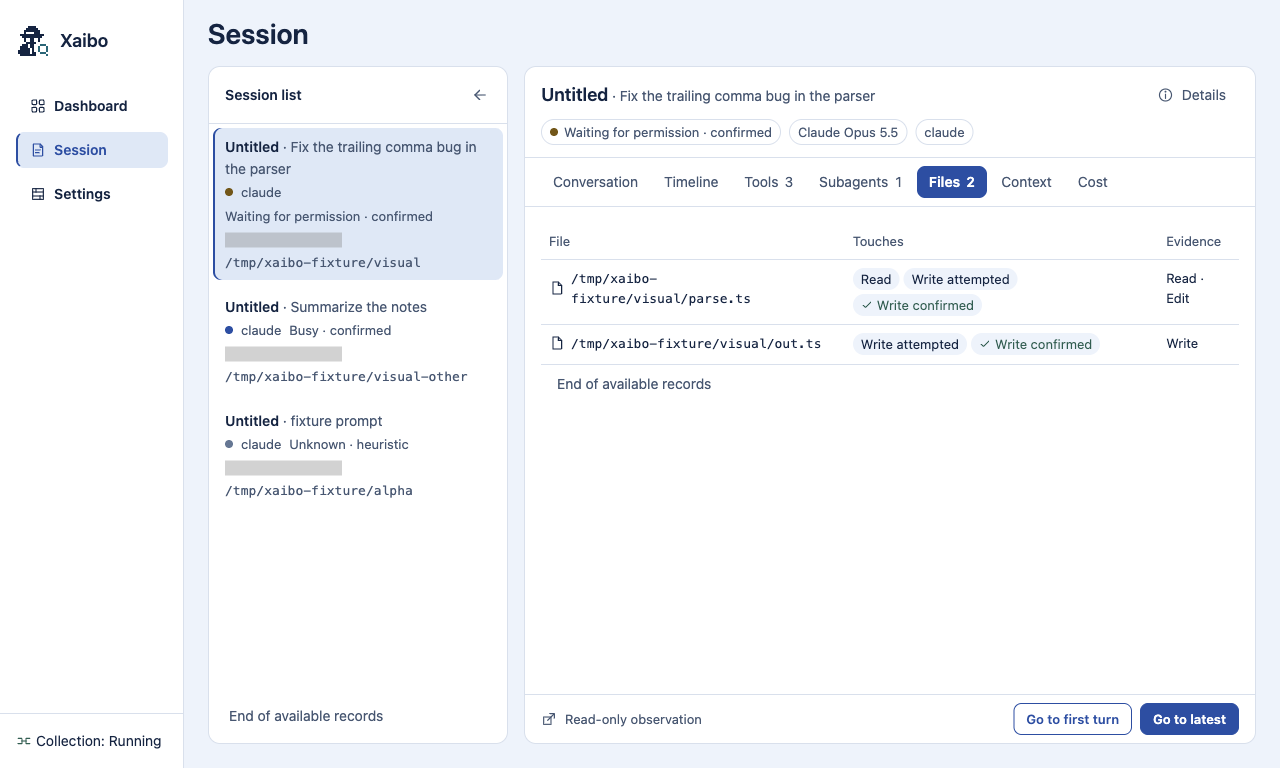 Xaibo
Dashboard
Session
Settings
Collection: Running
Session
Session list
Untitled · Fix the trailing comma bug in
the parser
claude
Waiting for permission · confirmed
/tmp/xaibo-fixture/visual
Untitled · Summarize the notes
claude Busy · confirmed
/tmp/xaibo-fixture/visual-other
Untitled · fixture prompt
claude Unknown · heuristic
/tmp/xaibo-fixture/alpha
End of available records
Untitled · Fix the trailing comma bug in the parser
Details
Waiting for permission · confirmed
Claude Opus 5.5
claude
Conversation Timeline Tools 3 Subagents 1 Files 2 Context Cost
File Touches Evidence
/tmp/xaibo-
fixture/visual/parse.ts
Read Write attempted
Write confirmed
Read ·
Edit
/tmp/xaibo-fixture/visual/out.ts Write attempted Write confirmed Write
End of available records
Read-only observation
Go to first turn
Go to latest